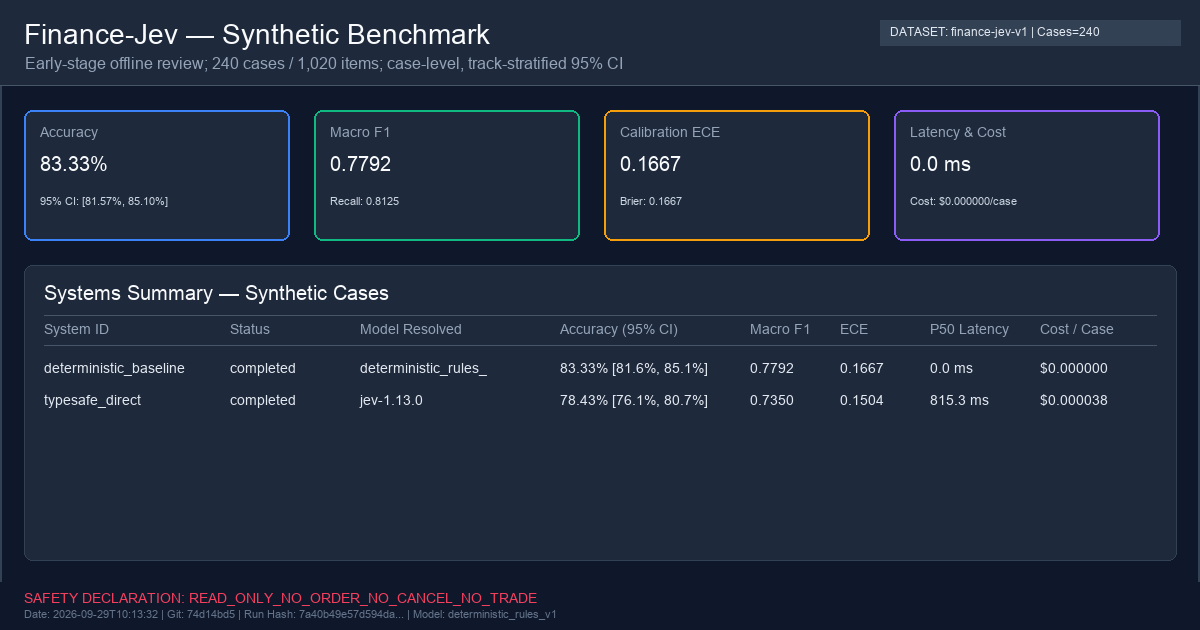 Finance-Jev — Synthetic Benchmark
DATASET: finance-jev-v1 | Cases=240
Early-stage offline review; 240 cases / 1,020 items; case-level, track-stratified 95% CI
Accuracy
83.33%
95% CI: [81.57%, 85.10%]
Macro F1
0.7792
Recall: 0.8125
Calibration ECE
0.1667
Brier: 0.1667
Latency & Cost
0.0 ms
Cost: $0.000000/case
Systems Summary — Synthetic Cases
System ID Status Model Resolved Accuracy (95% CI) Macro F1 ECE P50 Latency Cost / Case
deterministic_baseline completed deterministic_rules_ 83.33% [81.6%, 85.1%] 0.7792 0.1667 0.0 ms $0.000000
typesafe_direct completed jev-1.13.0 78.43% [76.1%, 80.7%] 0.7350 0.1504 815.3 ms $0.000038
SAFETY DECLARATION: READ_ONLY_NO_ORDER_NO_CANCEL_NO_TRADE
Date: 2026-09-29T10:13:32 | Git: 74d14bd5 | Run Hash: 7a40b49e57d594da... | Model: deterministic_rules_v1